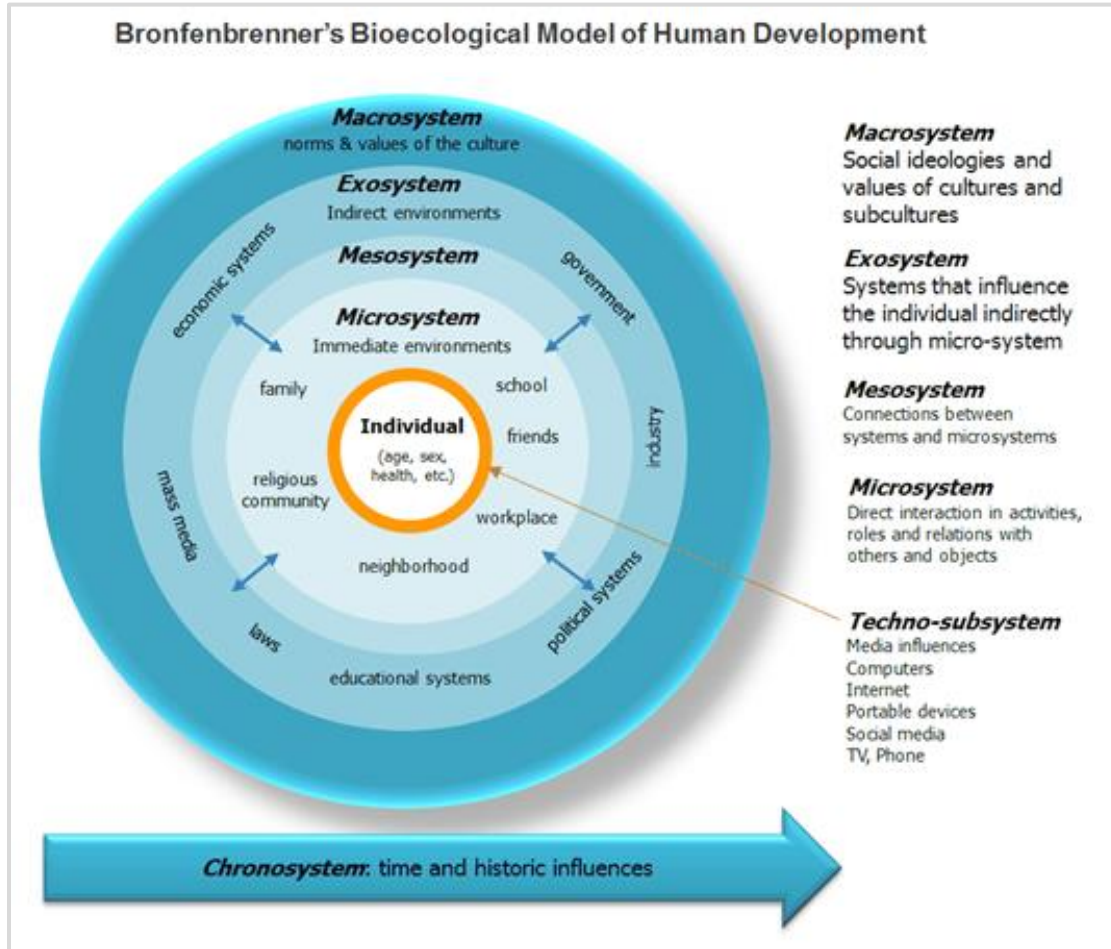 Bronfenbrenner's Bioecological Model of Human Development
Macrosystem
norms & values of the culture
Exosystem
Indirect environments
Mesosystem
Microsystem
Immediate environments
economic systems
government
family
school
Individual
(age, sex,
health, etc.)
friends
industry
religious
community
workplace
mass media
neighborhood
political systems
laws
educational systems
Macrosystem
Social ideologies and
values of cultures and
subcultures
Exosystem
Systems that influence
the individual indirectly
through micro-system
Mesosystem
Connections between
systems and microsystems
Microsystem
Direct interaction in activities,
roles and relations with
others and objects
Techno-subsystem
Media influences
Computers
Internet
Portable devices
Social media
TV, Phone
Chronosystem: time and historic influences